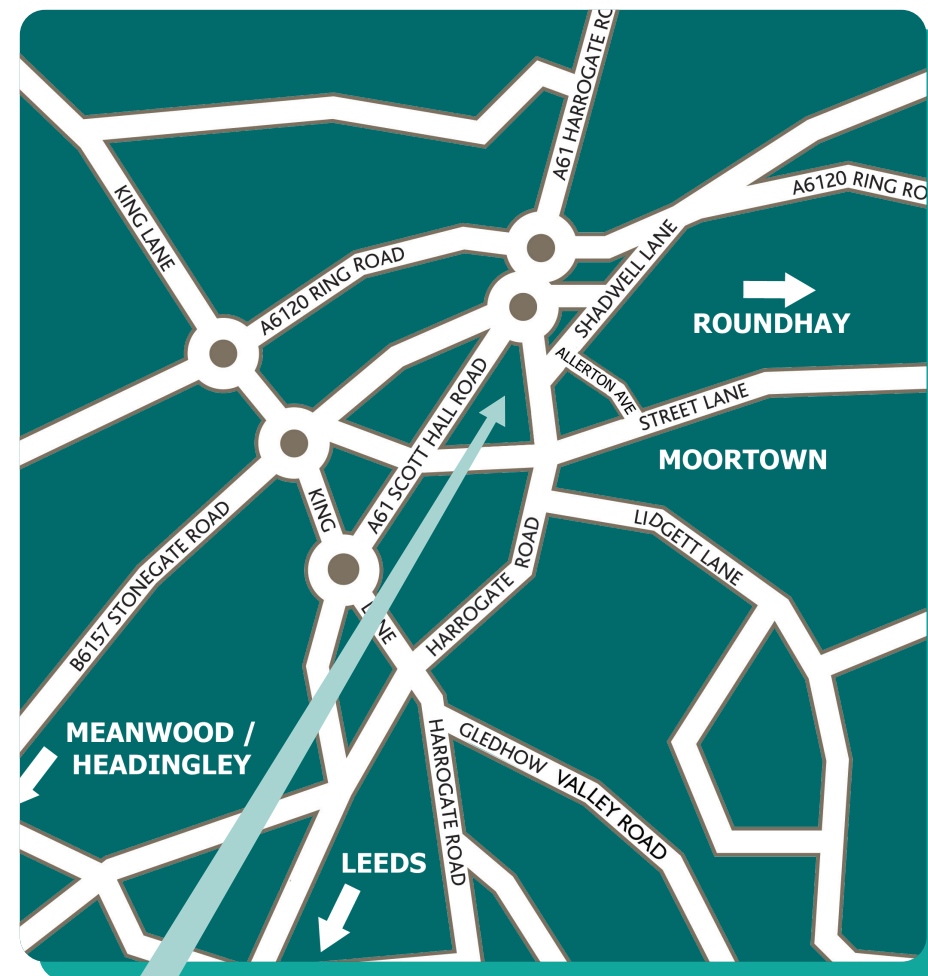 A61 HARROGATE RO
A6120 RING RO
KING LANE
A6120 RING ROAD
SHADWELL LANE
ROUNDHAY
ALLERTON AVE
STREET LANE
A61 SCOTT HALL ROAD
MOORTOWN
KING
LANE
LIDGETT LANE
B6157 STONEGATE ROAD
HARROGATE ROAD
MEANWOOD /
HEADINGLEY
HARROGATE ROAD
GLEDHOW VALLEY ROAD
LEEDS